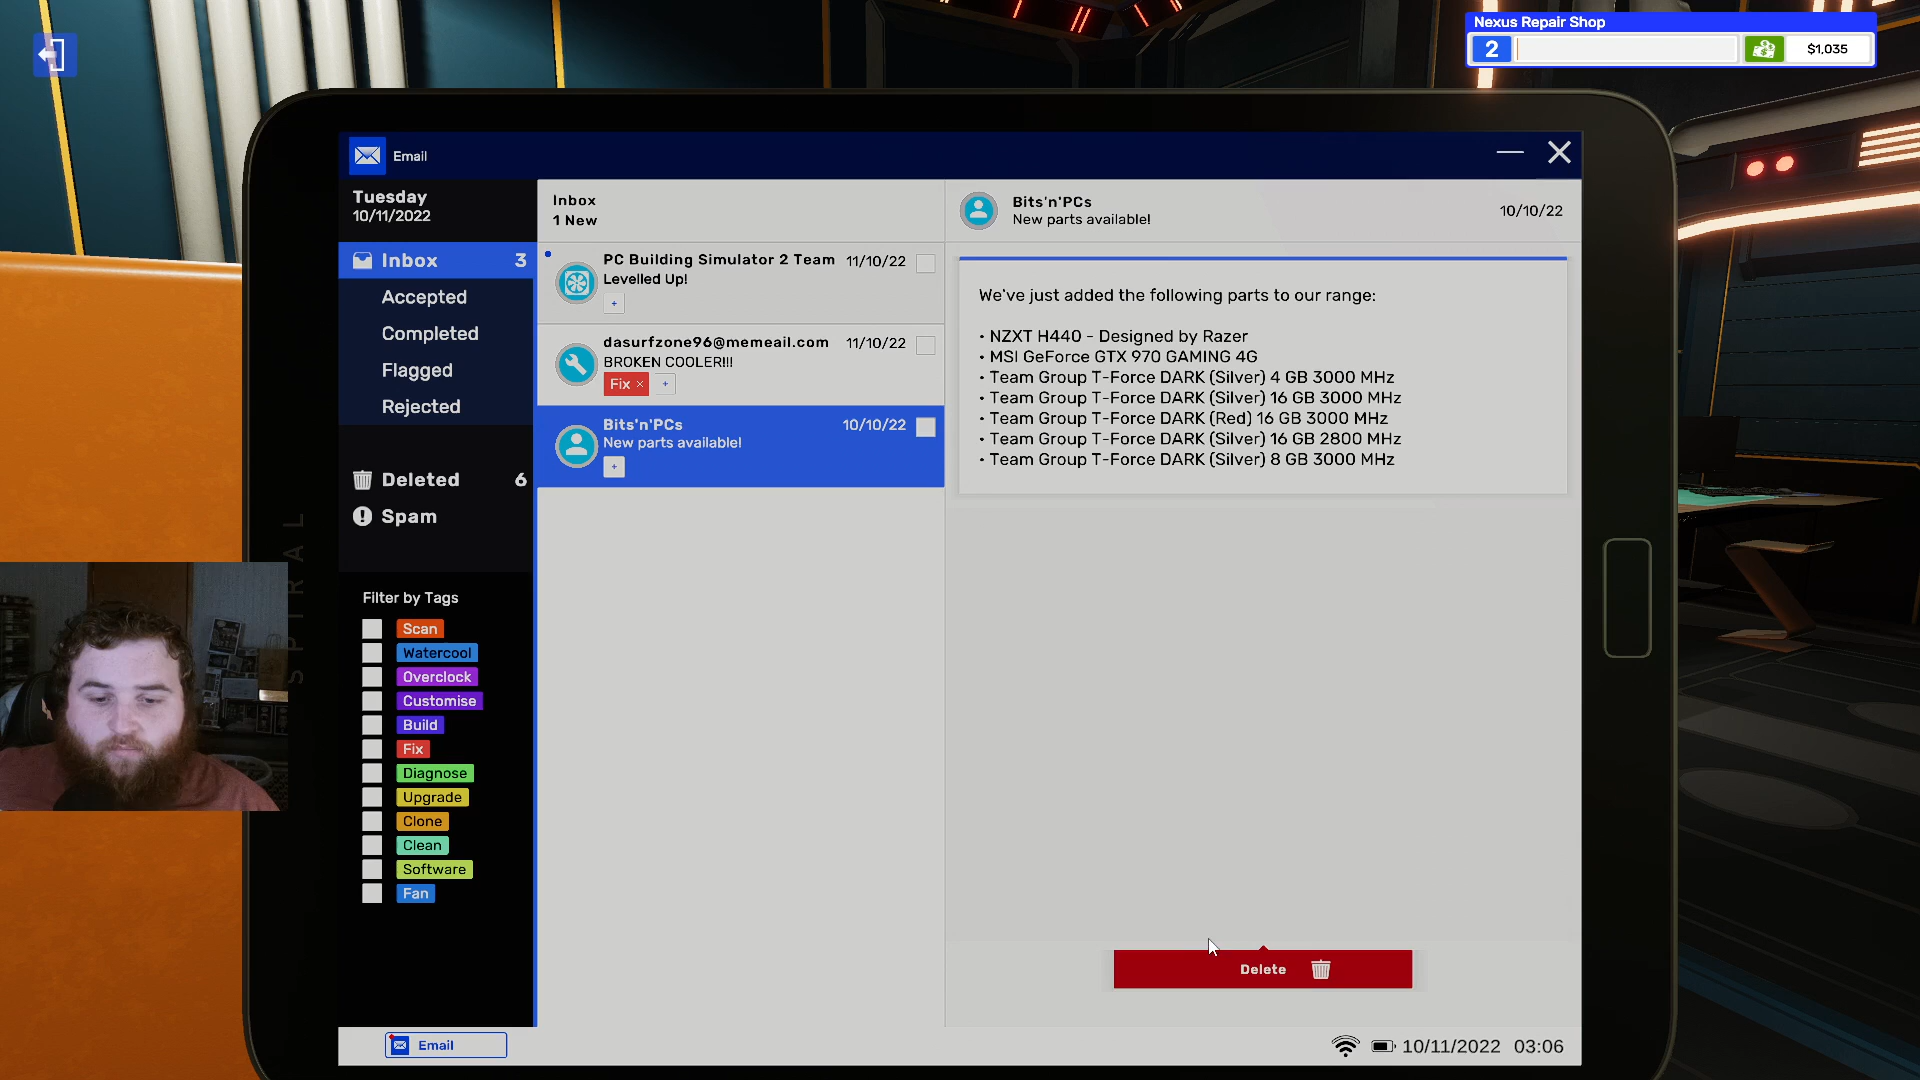 Nexus Repair Shop
2
$1,035
Email
Tuesday
10/11/2022
Inbox 3
Accepted
Completed
Flagged
Rejected
Deleted 6
Spam
Filter by Tags
Scan
Watercool
Overclock
Customise
Build
Fix
Diagnose
Upgrade
Clone
Clean
Software
Fan
Inbox
1 New
PC Building Simulator 2 Team 11/10/22
Levelled Up!
+
dasurfzone96@memeail.com 11/10/22
BROKEN COOLER!!!
Fix × +
Bits'n'PCs 10/10/22
New parts available!
+
Bits'n'PCs
New parts available!
10/10/22
We've just added the following parts to our range:
• NZXT H440 - Designed by Razer
• MSI GeForce GTX 970 GAMING 4G
• Team Group T-Force DARK (Silver) 4 GB 3000 MHz
• Team Group T-Force DARK (Silver) 16 GB 3000 MHz
• Team Group T-Force DARK (Red) 16 GB 3000 MHz
• Team Group T-Force DARK (Silver) 16 GB 2800 MHz
• Team Group T-Force DARK (Silver) 8 GB 3000 MHz
Delete
Email
10/11/2022 03:06
SPIRAL